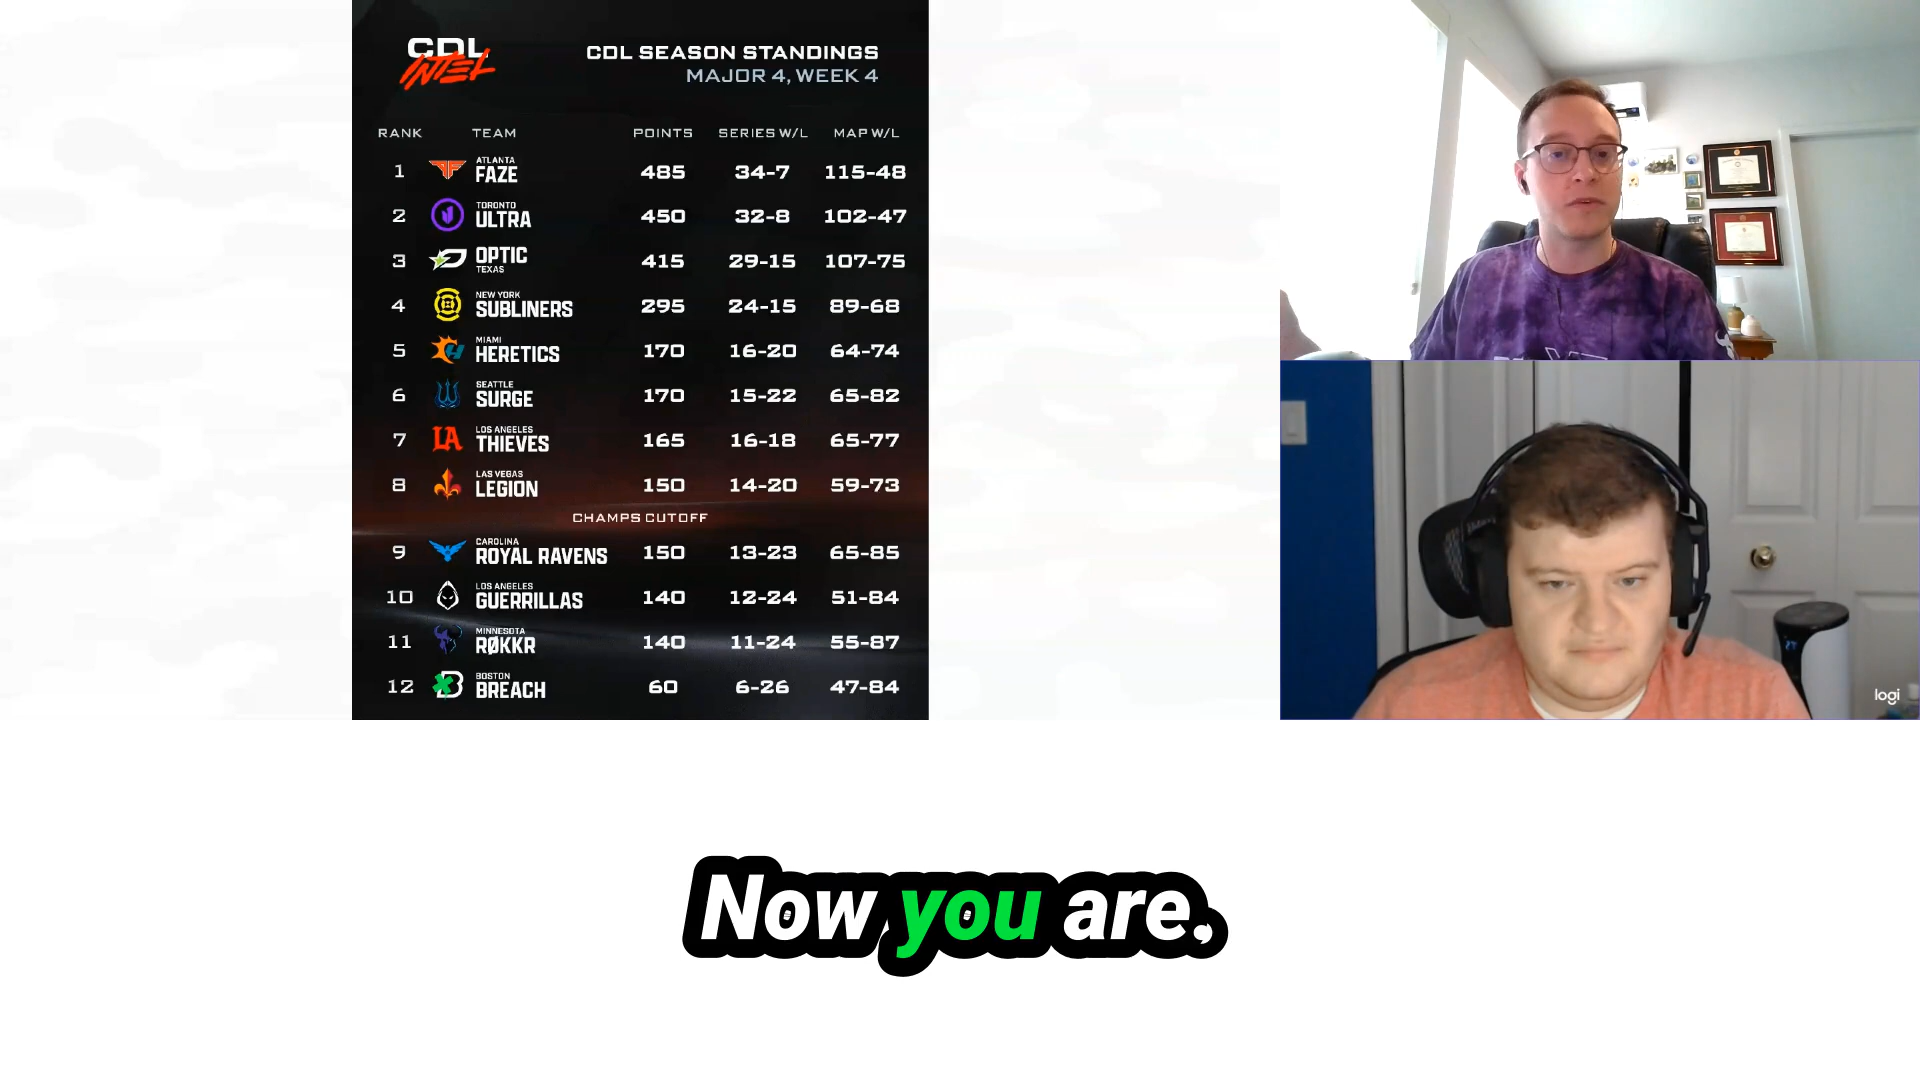 CDL
INTEL
CDL SEASON STANDINGS
MAJOR 4, WEEK 4
RANK TEAM POINTS SERIES W/L MAP W/L
1 ATLANTA FAZE 485 34-7 115-48
2 TORONTO ULTRA 450 32-8 102-47
3 OPTIC TEXAS 415 29-15 107-75
4 NEW YORK SUBLINERS 295 24-15 89-68
5 MIAMI HERETICS 170 16-20 64-74
6 SEATTLE SURGE 170 15-22 65-82
7 LA LOS ANGELES THIEVES 165 16-18 65-77
8 LAS VEGAS LEGION 150 14-20 59-73
CHAMPS CUTOFF
9 CAROLINA ROYAL RAVENS 150 13-23 65-85
10 LOS ANGELES GUERRILLAS 140 12-24 51-84
11 MINNESOTA RØKKR 140 11-24 55-87
12 B BOSTON BREACH 60 6-26 47-84
logi
Now you are,